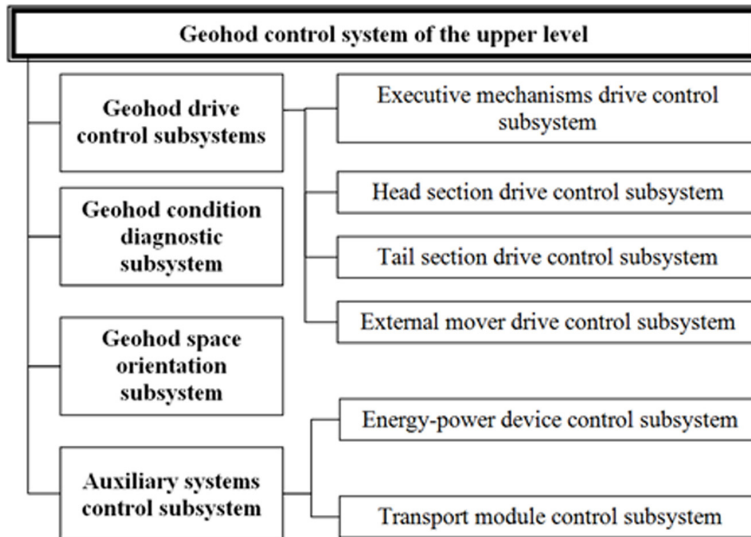 Geohod control system of the upper level
Geohod drive
control subsystems
Executive mechanisms drive control
subsystem
Head section drive control subsystem
Tail section drive control subsystem
External mover drive control subsystem
Geohod condition
diagnostic
subsystem
Geohod space
orientation
subsystem
Auxiliary systems
control subsystem
Energy-power device control subsystem
Transport module control subsystem